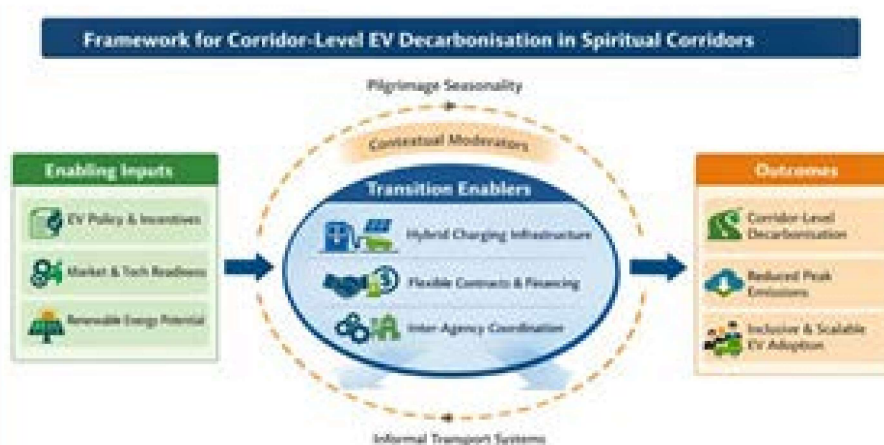 Framework for Corridor-Level EV Decarbonisation in Spiritual Corridors
Pilgrimage Seasonality
Contextual Moderators
Enabling Inputs
EV Policy & Incentives
Market & Tech Readiness
Renewable Energy Potential
Transition Enablers
Hybrid Charging Infrastructure
Flexible Contracts & Financing
Inter-Agency Coordination
Outcomes
Corridor-Level
Decarbonisation
Reduced Peak
Emissions
Inclusive & Scalable
EV Adoption
Informal Transport Systems